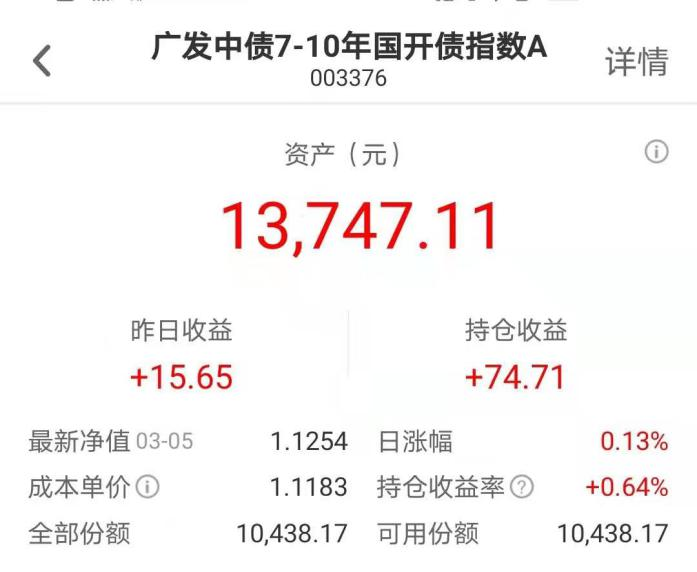 广发中债7-10年国开债指数A
003376
详情
资产（元）
13,747.11
昨日收益
持仓收益
+15.65
+74.71
最新净值 03-05 1.1254 日涨幅 0.13%
成本单价 1.1183 持仓收益率 +0.64%
全部份额 10,438.17 可用份额 10,438.17